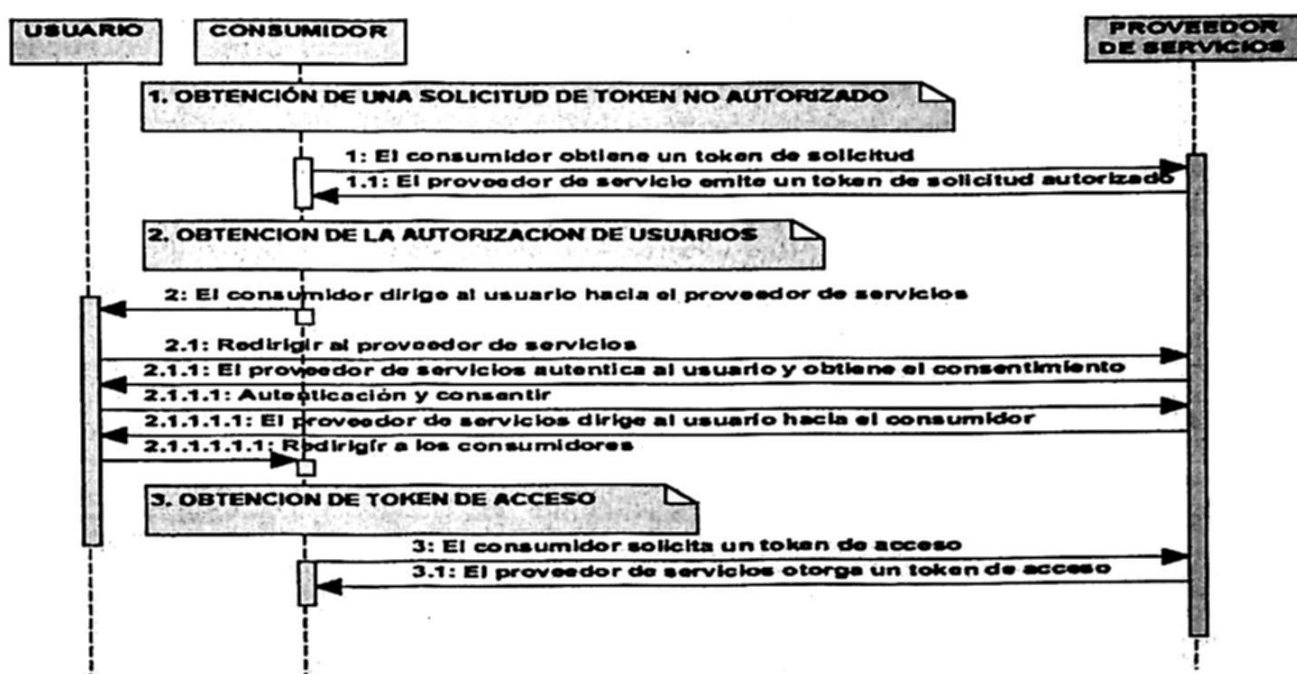 USUARIO
CONSUMIDOR
PROVEEDOR
DE SERVICIOS
1. OBTENCIÓN DE UNA SOLICITUD DE TOKEN NO AUTORIZADO
1: El consumidor obtiene un token de solicitud
1.1: El proveedor de servicio emite un token de solicitud autorizado
2. OBTENCION DE LA AUTORIZACION DE USUARIOS
2: El consumidor dirige al usuario hacia el proveedor de servicios
2.1: Redirigir al proveedor de servicios
2.1.1: El proveedor de servicios autentica al usuario y obtiene el consentimiento
2.1.1.1: Autenticación y consentir
2.1.1.1.1: El proveedor de servicios dirige al usuario hacia el consumidor
2.1.1.1.1.1: Redirigir a los consumidores
3. OBTENCION DE TOKEN DE ACCESO
3: El consumidor solicita un token de acceso
3.1: El proveedor de servicios otorga un token de acceso